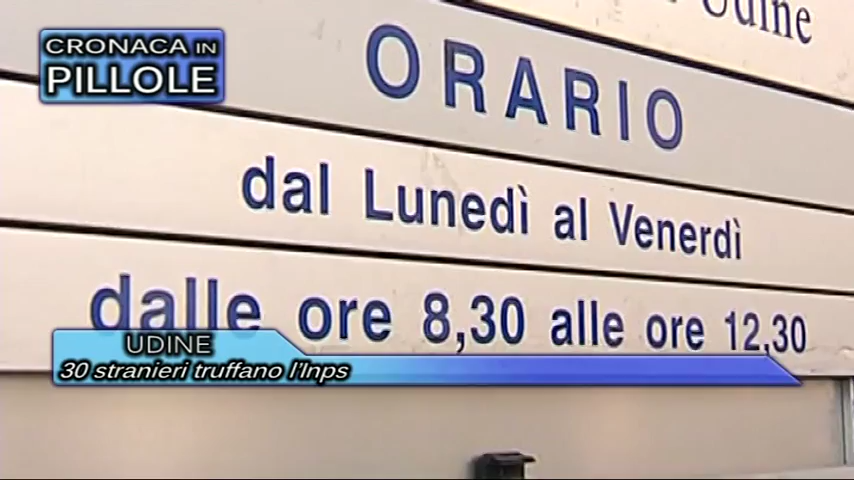 Udine
CRONACA IN
PILLOLE
ORARIO
dal Lunedì al Venerdì
dalle ore 8,30 alle ore 12,30
UDINE
30 stranieri truffano l'Inps